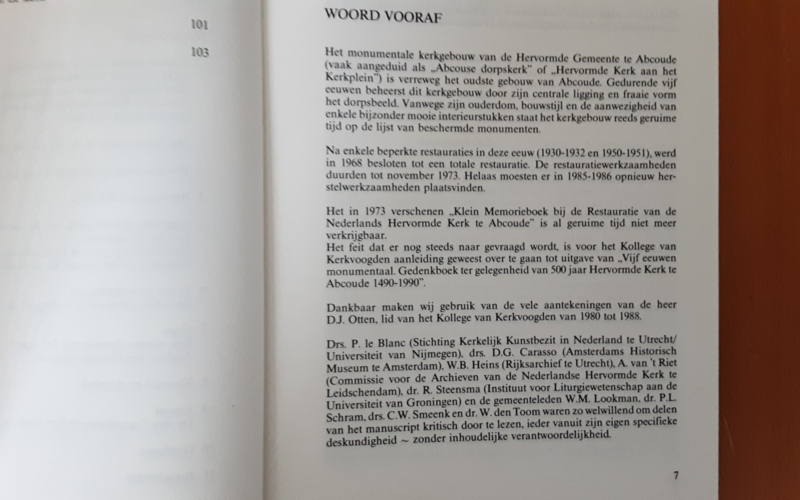 101
103
WOORD VOORAF
Het monumentale kerkgebouw van de Hervormde Gemeente te Abcoude
(vaak aangeduid als „Abcouse dorpskerk” of „Hervormde Kerk aan het
Kerkplein”) is verreweg het oudste gebouw van Abcoude. Gedurende vijf
eeuwen beheerst dit kerkgebouw door zijn centrale ligging en fraaie vorm
het dorpsbeeld. Vanwege zijn ouderdom, bouwstijl en de aanwezigheid van
enkele bijzonder mooie interieurstukken staat het kerkgebouw reeds geruime
tijd op de lijst van beschermde monumenten.
Na enkele beperkte restauraties in deze eeuw (1930-1932 en 1950-1951), werd
in 1968 besloten tot een totale restauratie. De restauratiewerkzaamheden
duurden tot november 1973. Helaas moesten er in 1985-1986 opnieuw her-
stelwerkzaamheden plaatsvinden.
Het in 1973 verschenen „Klein Memorieboek bij de Restauratie van de
Nederlands Hervormde Kerk te Abcoude” is al geruime tijd niet meer
verkrijgbaar.
Het feit dat er nog steeds naar gevraagd wordt, is voor het Kollege van
Kerkvoogden aanleiding geweest over te gaan tot uitgave van „Vijf eeuwen
monumentaal. Gedenkboek ter gelegenheid van 500 jaar Hervormde Kerk te
Abcoude 1490-1990”.
Dankbaar maken wij gebruik van de vele aantekeningen van de heer
D.J. Otten, lid van het Kollege van Kerkvoogden van 1980 tot 1988.
Drs. P. le Blanc (Stichting Kerkelijk Kunstbezit in Nederland te Utrecht/
Universiteit van Nijmegen), drs. D.G. Carasso (Amsterdams Historisch
Museum te Amsterdam), W.B. Heins (Rijksarchief te Utrecht), A. van 't Riet
(Commissie voor de Archieven van de Nederlandse Hervormde Kerk te
Leidschendam), dr. R. Steensma (Instituut voor Liturgiewetenschap aan de
Universiteit van Groningen) en de gemeenteleden W.M. Lookman, dr. P.L.
Schram, drs. C.W. Smeenk en dr. W. den Toom waren zo welwillend om delen
van het manuscript kritisch door te lezen, ieder vanuit zijn eigen specifieke
deskundigheid ~ zonder inhoudelijke verantwoordelijkheid.
7